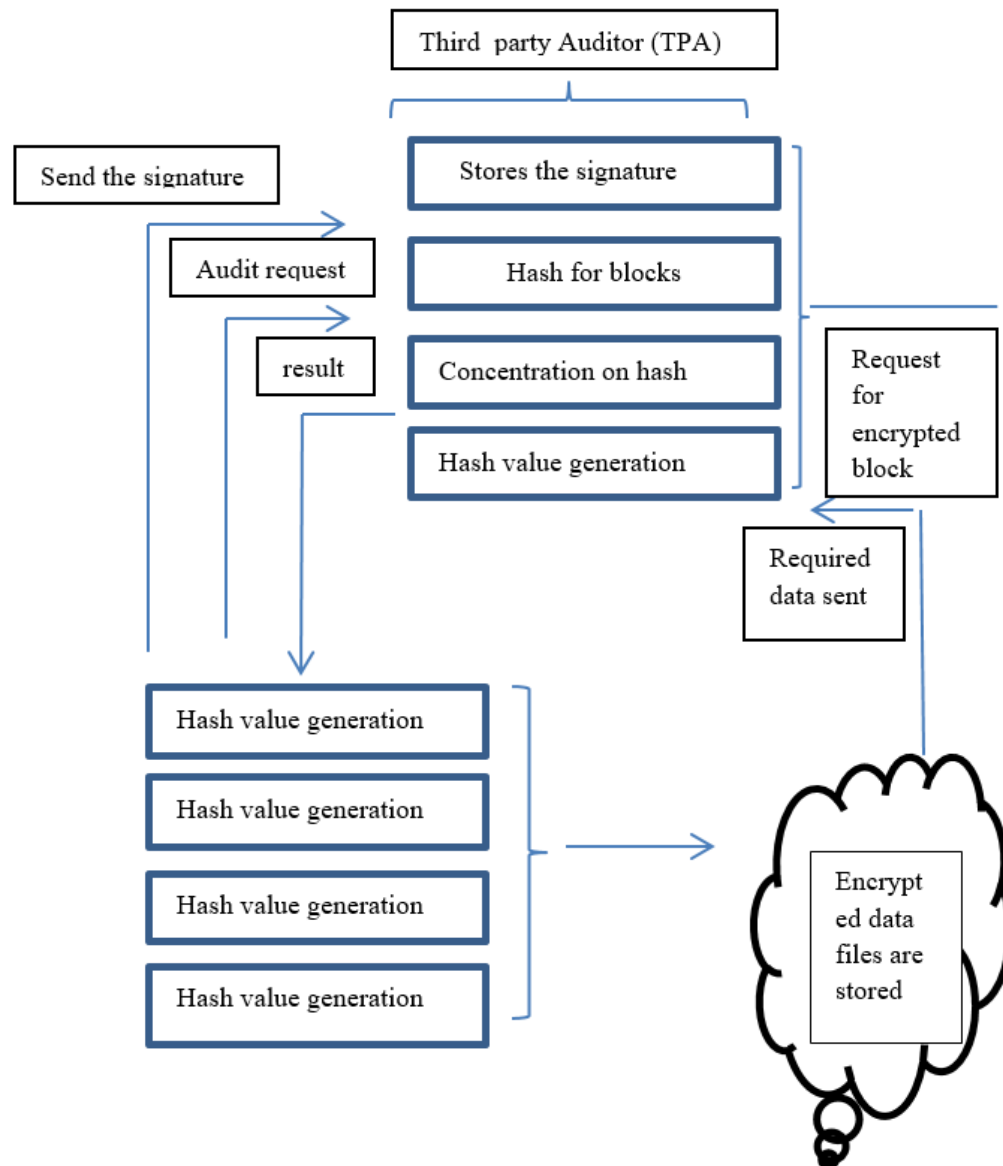 Third party Auditor (TPA)
Send the signature
Stores the signature
Audit request
Hash for blocks
result
Concentration on hash
Request
for
encrypted
block
Hash value generation
Required
data sent
Hash value generation
Hash value generation
Hash value generation
Hash value generation
Encrypt
ed data
files are
stored